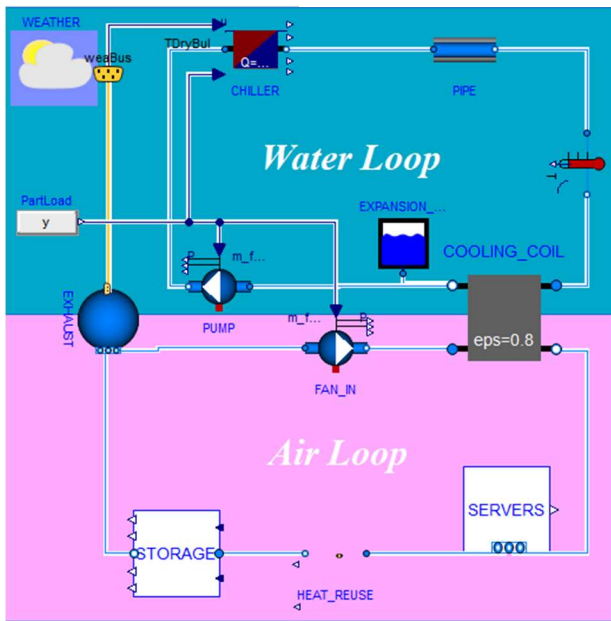 WEATHER
weaBus
TDryBul
u
Q=...
CHILLER
PIPE
Water Loop
T
PartLoad
y
EXPANSION_...
COOLING_COIL
P
m_f...
PUMP
EXHAUST
m_f...
P
FAN_IN
eps=0.8
Air Loop
SERVERS
STORAGE
HEAT_REUSE